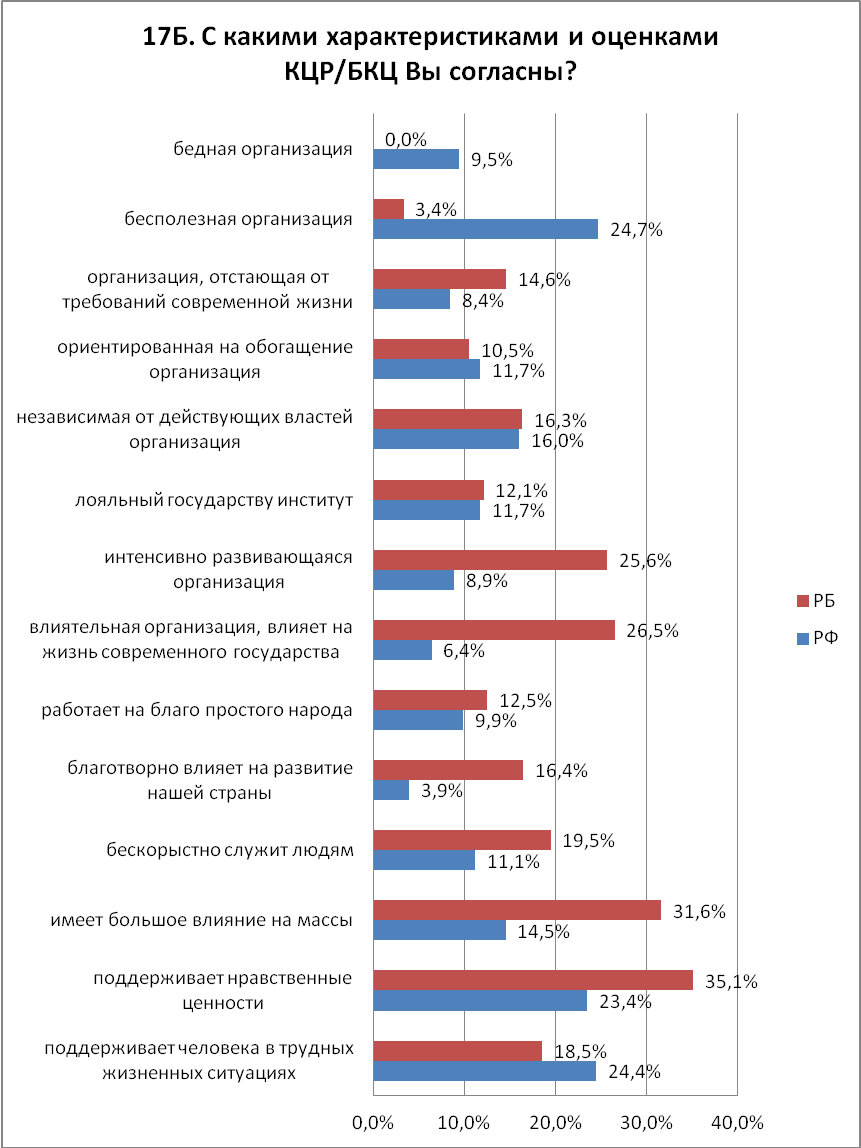 17Б. С какими характеристиками и оценками
КЦР/БКЦ Вы согласны?
бедная организация
0,0%
9,5%
бесполезная организация
3,4%
24,7%
организация, отстающая от
требований современной жизни
14,6%
8,4%
ориентированная на обогащение
организация
10,5%
11,7%
независимая от действующих властей
организация
16,3%
16,0%
лояльный государству институт
12,1%
11,7%
интенсивно развивающаяся
организация
25,6%
8,9%
влиятельная организация, влияет на
жизнь современного государства
26,5%
6,4%
работает на благо простого народа
12,5%
9,9%
благотворно влияет на развитие
нашей страны
16,4%
3,9%
бескорыстно служит людям
19,5%
11,1%
имеет большое влияние на массы
31,6%
14,5%
поддерживает нравственные
ценности
35,1%
23,4%
поддерживает человека в трудных
жизненных ситуациях
18,5%
24,4%
0,0% 10,0% 20,0% 30,0% 40,0%
РБ
РФ